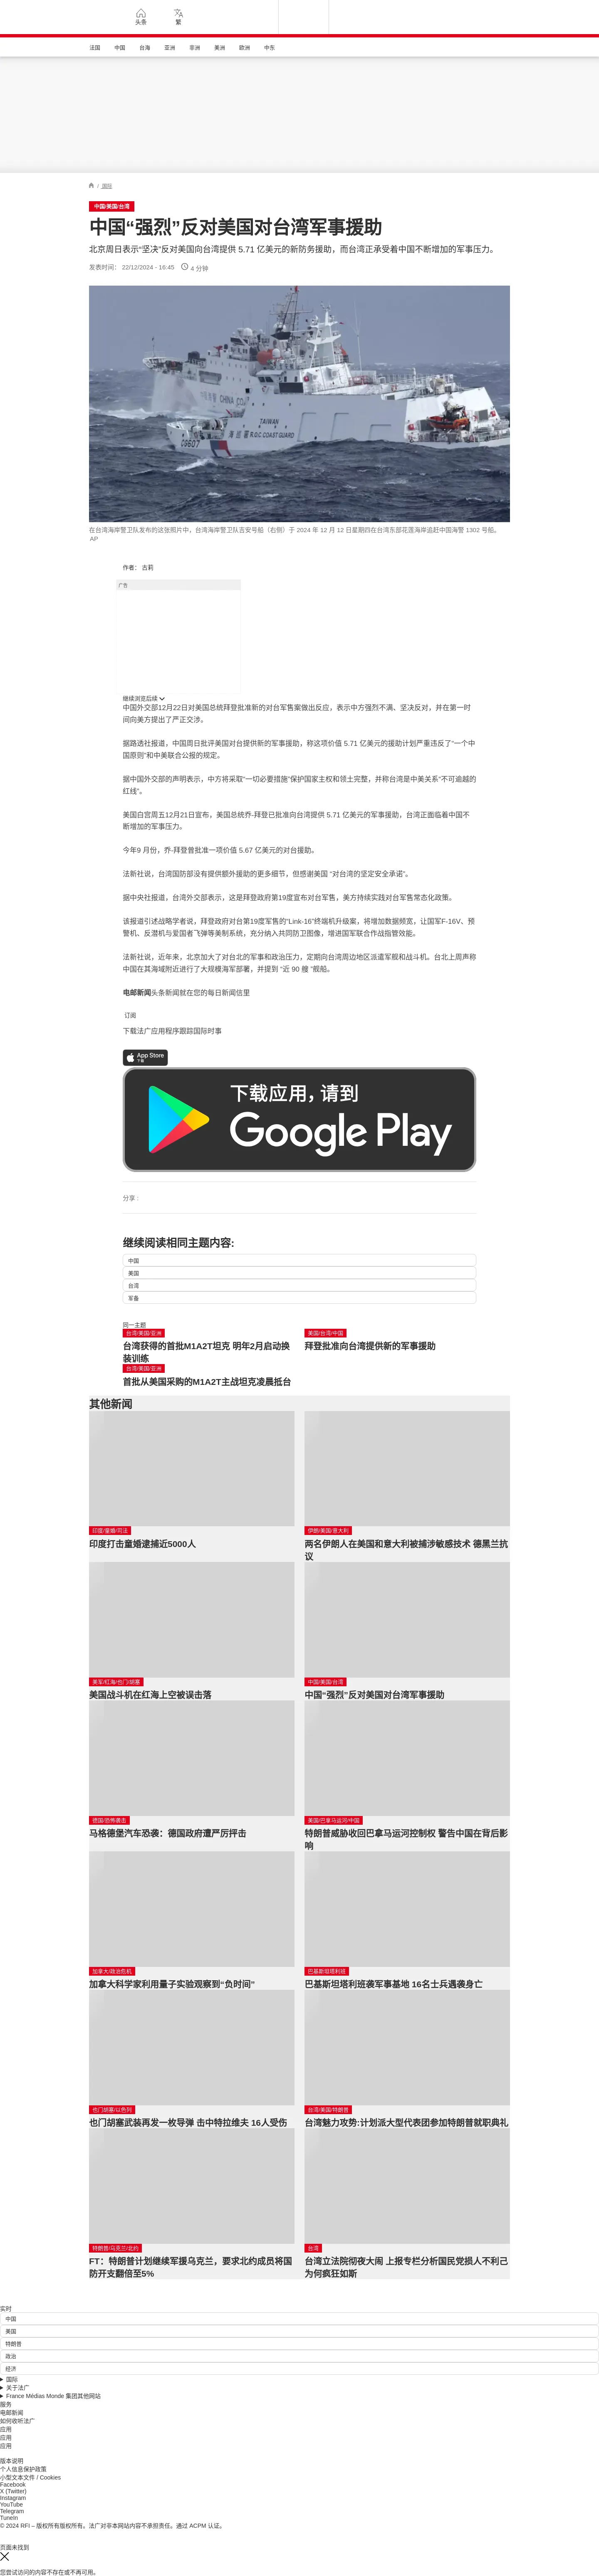 头条
繁
法国
中国
台海
亚洲
非洲
美洲
欧洲
中东
/ 国际
中国/美国/台湾
中国“强烈”反对美国对台湾军事援助
北京周日表示“坚决”反对美国向台湾提供 5.71 亿美元的新防务援助，而台湾正承受着中国不断增加的军事压力。
发表时间： 22/12/2024 - 16:45
4 分钟
CHINA COAST GUARD
TAIWAN
R.O.C COAST GUARD
CG607
在台湾海岸警卫队发布的这张照片中，台湾海岸警卫队吉安号船（右侧）于 2024 年 12 月 12 日星期四在台湾东部花莲海岸追赶中国海警 1302 号船。
AP
作者： 古莉
广告
继续浏览后续
中国外交部12月22日对美国总统拜登批准新的对台军售案做出反应，表示中方强烈不满、坚决反对，并在第一时
间向美方提出了严正交涉。
据路透社报道，中国周日批评美国对台提供新的军事援助，称这项价值 5.71 亿美元的援助计划严重违反了“一个中
国原则”和中美联合公报的规定。
据中国外交部的声明表示，中方将采取“一切必要措施”保护国家主权和领土完整，并称台湾是中美关系“不可逾越的
红线”。
美国白宫周五12月21日宣布，美国总统乔-拜登已批准向台湾提供 5.71 亿美元的军事援助，台湾正面临着中国不
断增加的军事压力。
今年9 月份，乔-拜登曾批准一项价值 5.67 亿美元的对台援助。
法新社说，台湾国防部没有提供额外援助的更多细节，但感谢美国 “对台湾的坚定安全承诺”。
据中央社报道，台湾外交部表示，这是拜登政府第19度宣布对台军售，美方持续实践对台军售常态化政策。
该报道引述战略学者说，拜登政府对台第19度军售的“Link-16”终端机升级案，将增加数据频宽，让国军F-16V、预
警机、反潜机与爱国者飞弹等美制系统，充分纳入共同防卫图像，增进国军联合作战指管效能。
法新社说，近年来，北京加大了对台北的军事和政治压力，定期向台湾周边地区派遣军舰和战斗机。台北上周声称
中国在其海域附近进行了大规模海军部署，并提到 “近 90 艘 ”舰船。
电邮新闻头条新闻就在您的每日新闻信里
订阅
下载法广应用程序跟踪国际时事
App Store
下载
下载应用，请到
Google Play
分享 :
继续阅读相同主题内容:
中国
美国
台湾
军备
同一主题
台湾/美国/亚洲
台湾获得的首批M1A2T坦克 明年2月启动换
装训练
美国/台湾/中国
拜登批准向台湾提供新的军事援助
台湾/美国/亚洲
首批从美国采购的M1A2T主战坦克凌晨抵台
其他新闻
印度/童婚/司法
印度打击童婚逮捕近5000人
伊朗/美国/意大利
两名伊朗人在美国和意大利被捕涉敏感技术 德黑兰抗
议
美军/红海/也门/胡塞
美国战斗机在红海上空被误击落
中国/美国/台湾
中国“强烈”反对美国对台湾军事援助
德国/恐怖袭击
马格德堡汽车恐袭：德国政府遭严厉抨击
美国/巴拿马运河/中国
特朗普威胁收回巴拿马运河控制权 警告中国在背后影
响
加拿大/政治危机
加拿大科学家利用量子实验观察到“负时间”
巴基斯坦塔利班
巴基斯坦塔利班袭军事基地 16名士兵遇袭身亡
也门胡塞/以色列
也门胡塞武装再发一枚导弹 击中特拉维夫 16人受伤
台湾/美国/特朗普
台湾魅力攻势:计划派大型代表团参加特朗普就职典礼
特朗普/乌克兰/北约
FT：特朗普计划继续军援乌克兰，要求北约成员将国
防开支翻倍至5%
台湾
台湾立法院彻夜大闹 上报专栏分析国民党损人不利己
为何疯狂如斯
实时
中国
美国
特朗普
政治
经济
国际
关于法广
France Médias Monde 集团其他网站
服务
电邮新闻
如何收听法广
应用
应用
应用
版本说明
个人信息保护政策
小型文本文件 / Cookies
Facebook
X (Twitter)
Instagram
YouTube
Telegram
TuneIn
© 2024 RFI – 版权所有版权所有。法广对非本网站内容不承担责任。通过 ACPM 认证。
页面未找到
您尝试访问的内容不存在或不再可用。